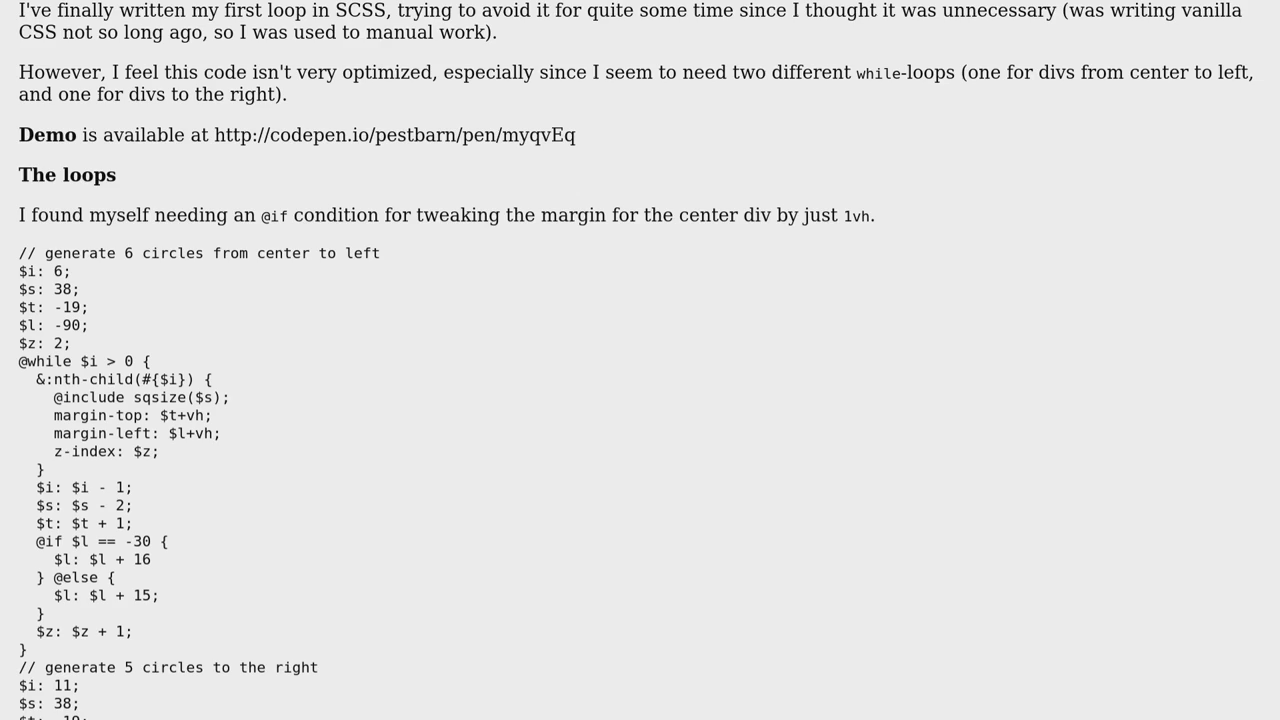 I've finally written my first loop in SCSS, trying to avoid it for quite some time since I thought it was unnecessary (was writing vanilla
CSS not so long ago, so I was used to manual work).
However, I feel this code isn't very optimized, especially since I seem to need two different while-loops (one for divs from center to left,
and one for divs to the right).
Demo is available at http://codepen.io/pestbarn/pen/myqvEq
The loops
I found myself needing an @if condition for tweaking the margin for the center div by just 1vh.
// generate 6 circles from center to left
$i: 6;
$s: 38;
$t: -19;
$l: -90;
$z: 2;
@while $i > 0 {
  &:nth-child(#{$i}) {
    @include sqsize($s);
    margin-top: $t+vh;
    margin-left: $l+vh;
    z-index: $z;
  }
  $i: $i - 1;
  $s: $s - 2;
  $t: $t + 1;
  @if $l == -30 {
    $l: $l + 16
  } @else {
    $l: $l + 15;
  }
  $z: $z + 1;
}
// generate 5 circles to the right
$i: 11;
$s: 38;